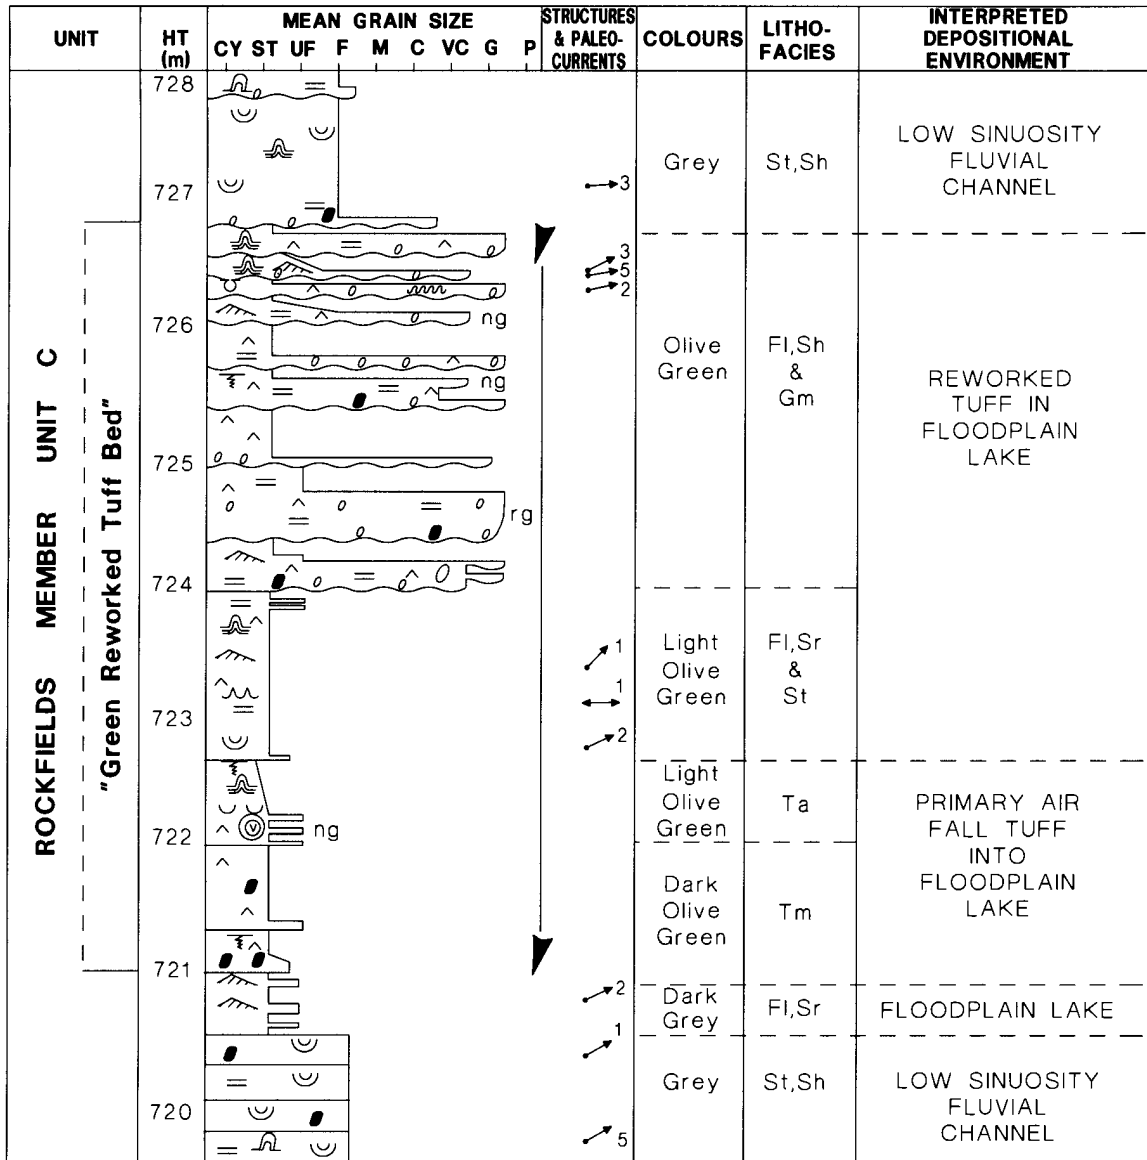 UNIT
HT
(m)
MEAN GRAIN SIZE
CY ST UF F M C VC G P
STRUCTURES
& PALEO-
CURRENTS
COLOURS
LITHO-
FACIES
INTERPRETED
DEPOSITIONAL
ENVIRONMENT
ROCKFIELDS MEMBER UNIT C
"Green Reworked Tuff Bed"
728
727
726
725
724
723
722
721
720
ng
ng
rg
ng
v
3
3
5
2
1
1
2
2
1
5
Grey
St,Sh
LOW SINUOSITY
FLUVIAL
CHANNEL
Olive
Green
Fl,Sh
&
Gm
REWORKED
TUFF IN
FLOODPLAIN
LAKE
Light
Olive
Green
Fl,Sr
&
St
Light
Olive
Green
Ta
PRIMARY AIR
FALL TUFF
INTO
FLOODPLAIN
LAKE
Dark
Olive
Green
Tm
Dark
Grey
Fl,Sr
FLOODPLAIN LAKE
Grey
St,Sh
LOW SINUOSITY
FLUVIAL
CHANNEL